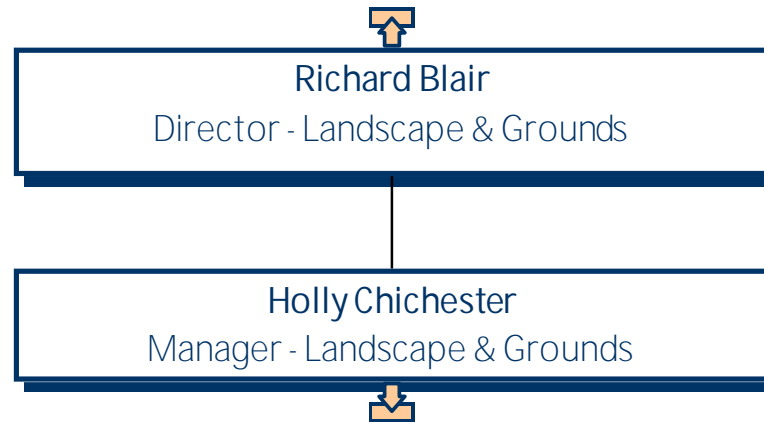 Richard Blair
Director - Landscape & Grounds
Holly Chichester
Manager - Landscape & Grounds